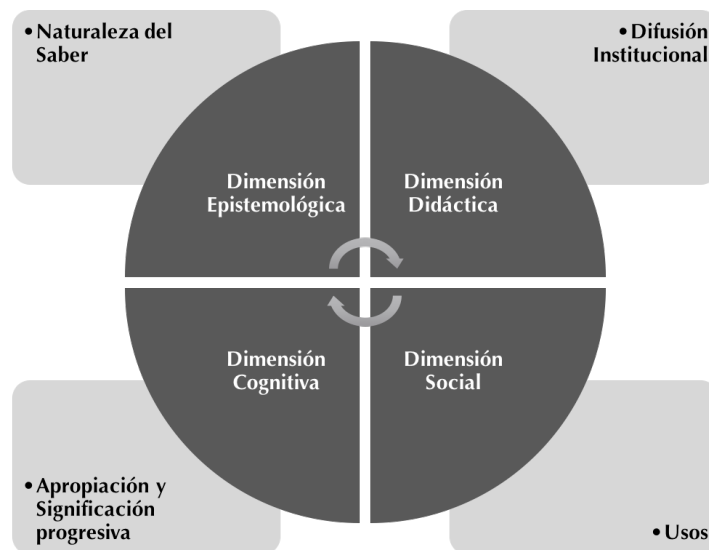 •Naturaleza del
Saber
•Difusión
Institucional
Dimensión
Epistemológica
Dimensión
Didáctica
Dimensión
Cognitiva
Dimensión
Social
•Apropiación y
Significación
progresiva
•Usos